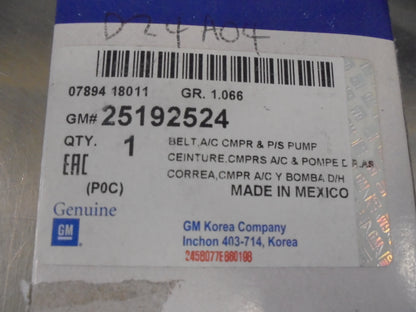 D24A04
07894 18011 GR. 1.066
GM# 25192524
QTY. 1 BELT,A/C CMPR & P/S PUMP
CEINTURE,CMPRS A/C & POMPE D
EAC CORREA,CMPR A/C Y BOMBA D/H
(P0C) MADE IN MEXICO
Genuine
GM
GM Korea Company
Inchon 403-714, Korea